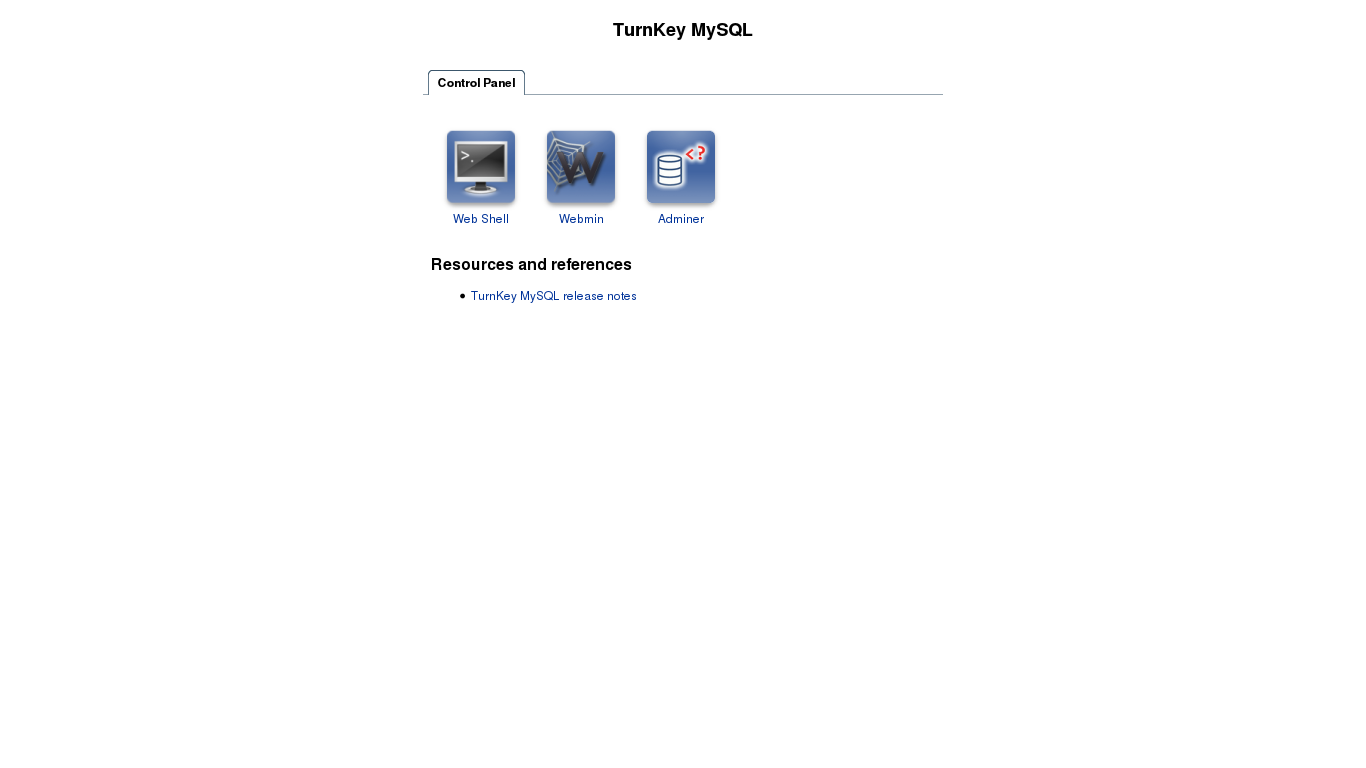 TurnKey MySQL
Control Panel
>_
W
<?
Web Shell
Webmin
Adminer
Resources and references
TurnKey MySQL release notes